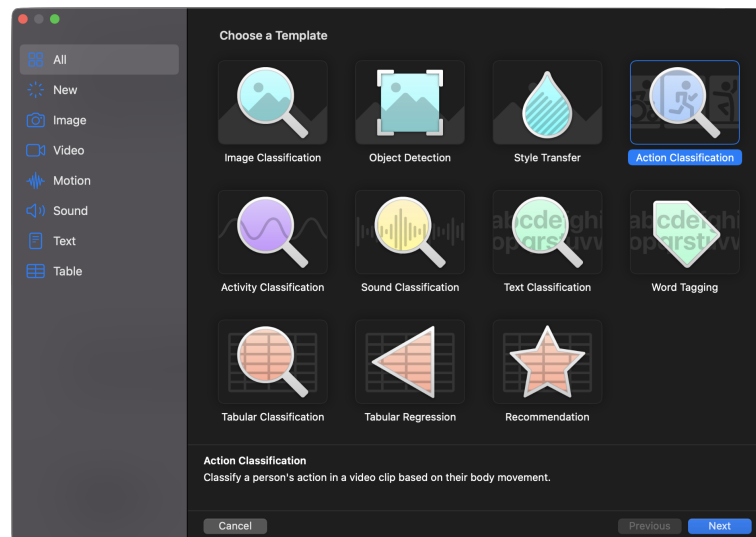 All
New
Image
Video
Motion
Sound
Text
Table
Choose a Template
Image Classification
Object Detection
Style Transfer
Action Classification
Activity Classification
Sound Classification
Text Classification
Word Tagging
Tabular Classification
Tabular Regression
Recommendation
Action Classification
Classify a person's action in a video clip based on their body movement.
Cancel
Previous
Next